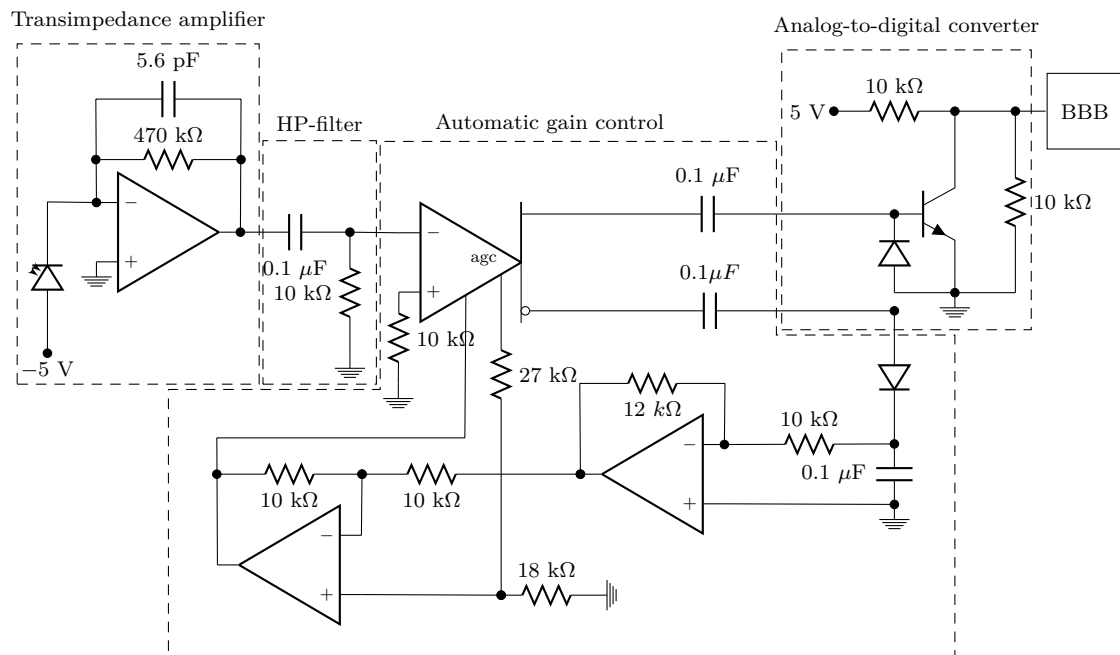 Transimpedance amplifier
Analog-to-digital converter
5.6 pF
10 kΩ
5 V
BBB
HP-filter
Automatic gain control
470 kΩ
0.1 μF
10 kΩ
−
−
agc
+
+
0.1 μF
10 kΩ
0.1μF
10 kΩ
−5 V
27 kΩ
12 kΩ
10 kΩ
−
0.1 μF
10 kΩ
10 kΩ
+
−
18 kΩ
+